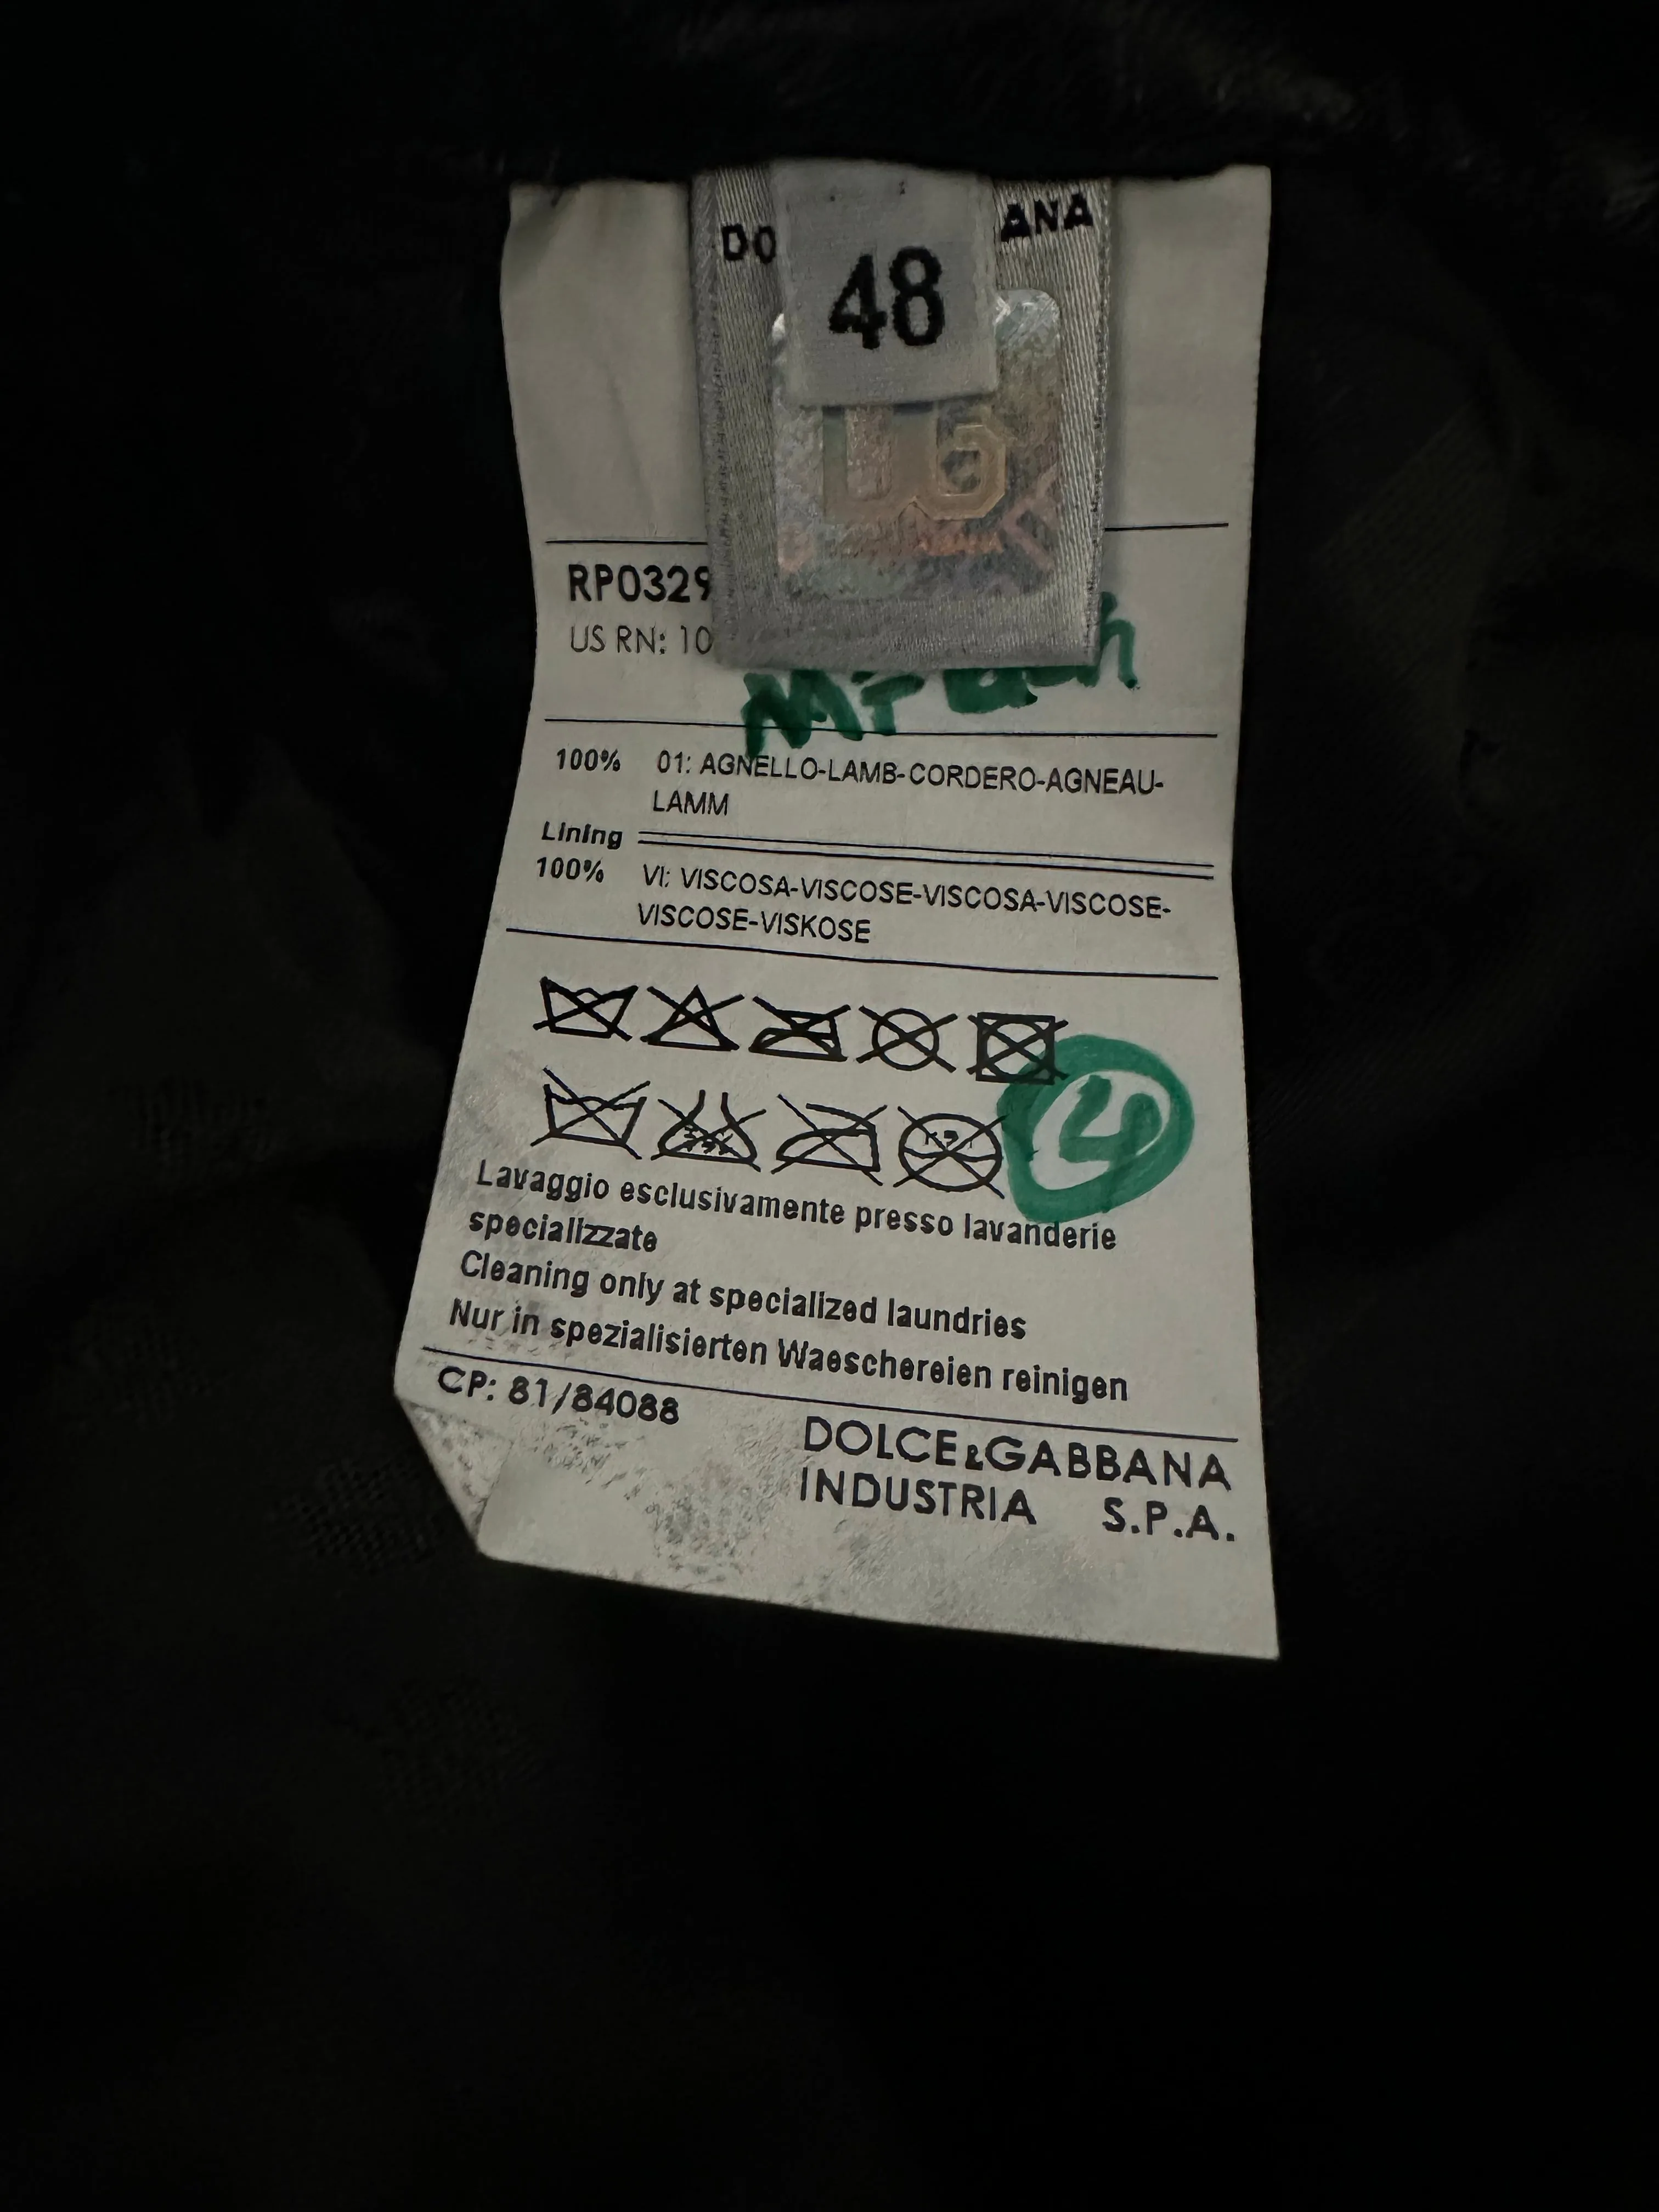 48
DG
RP0329
US RN: 10
100% 01: AGNELLO-LAMB-CORDERO-AGNEAU-
LAMM
Lining
100% VI: VISCOSA-VISCOSE-VISCOSA-VISCOSE-
VISCOSE-VISKOSE
4
Lavaggio esclusivamente presso lavanderie
specializzate
Cleaning only at specialized laundries
Nur in spezialisierten Waeschereien reinigen
CP: 81/84088
DOLCE&GABBANA
INDUSTRIA S.P.A.